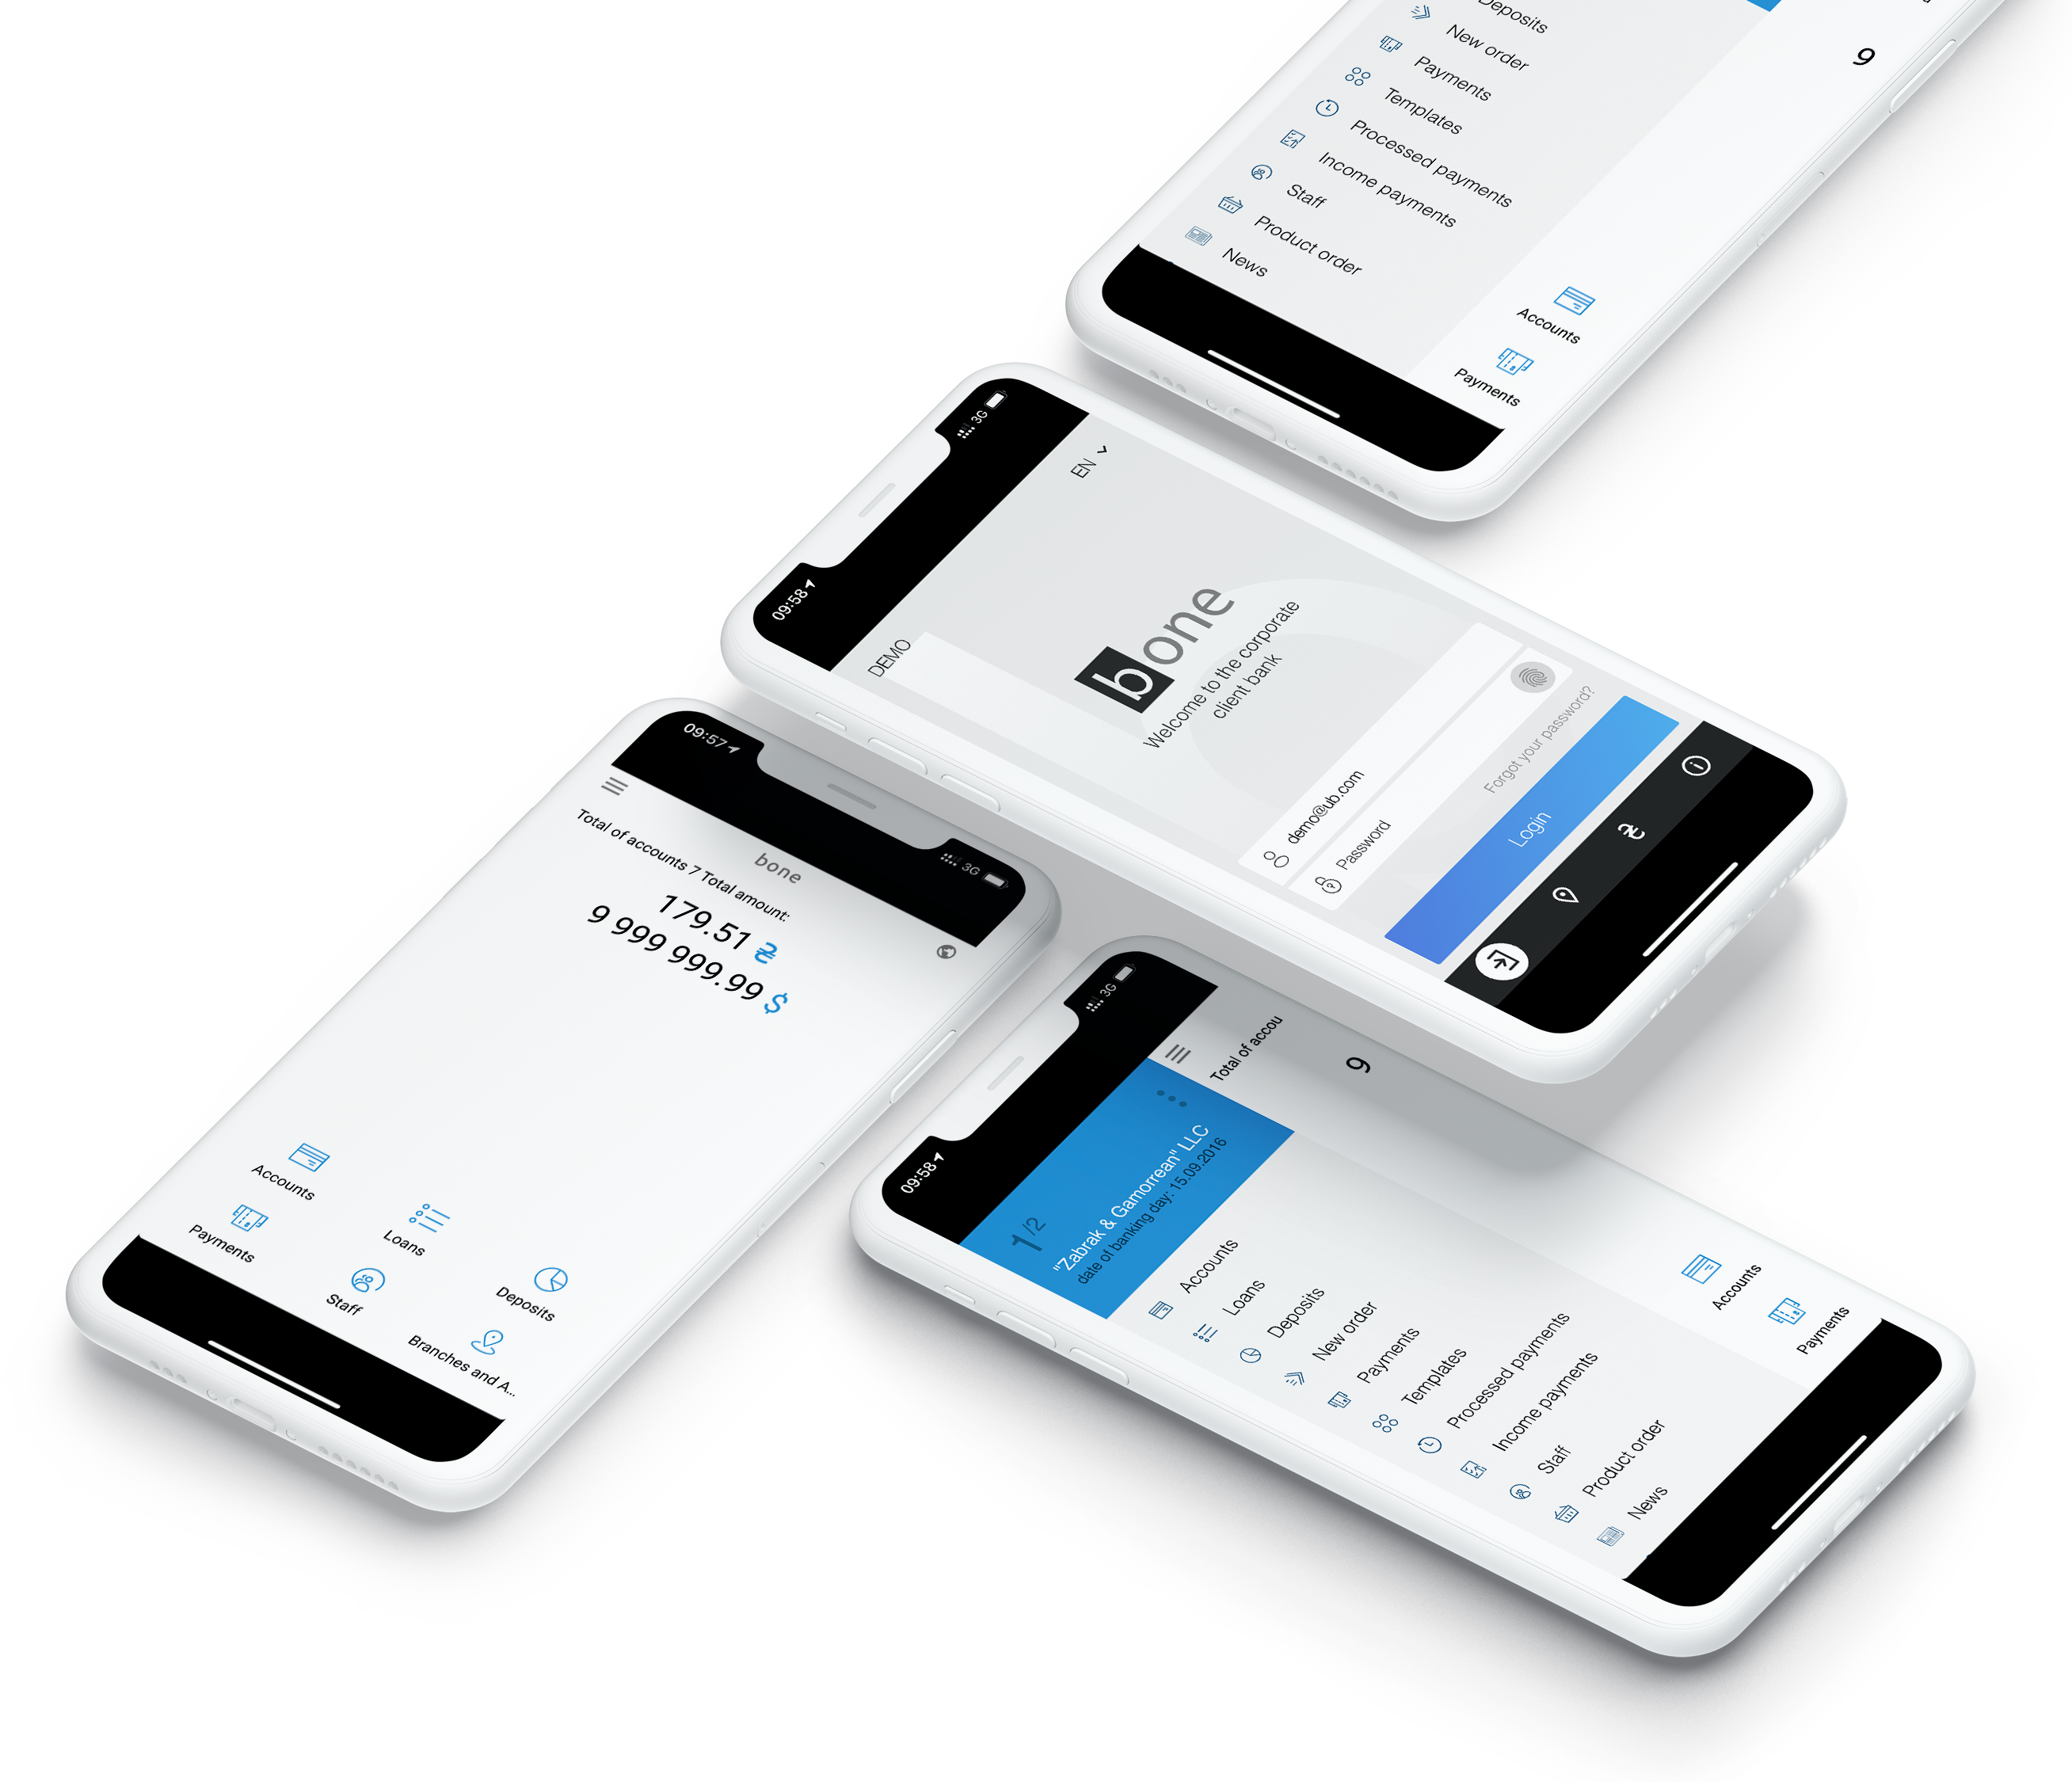 Deposits
New order
Payments
Templates
Processed payments
Income payments
Staff
Product order
News
9
Accounts
Payments
09:58
3G
DEMO
EN
bone
Welcome to the corporate
client bank
demo@ub.com
Password
Forgot your password?
Login
09:57
3G
bone
Total of accounts 7 Total amount:
179.51 ₴
9 999 999.99 $
Accounts
Loans
Deposits
Payments
Staff
Branches and A...
09:58
3G
1/2
"Zabrak & Gamorrean" LLC
date of banking day: 15.09.2016
Total of accou
9
Accounts
Loans
Deposits
New order
Payments
Templates
Processed payments
Income payments
Staff
Product order
News
Accounts
Payments